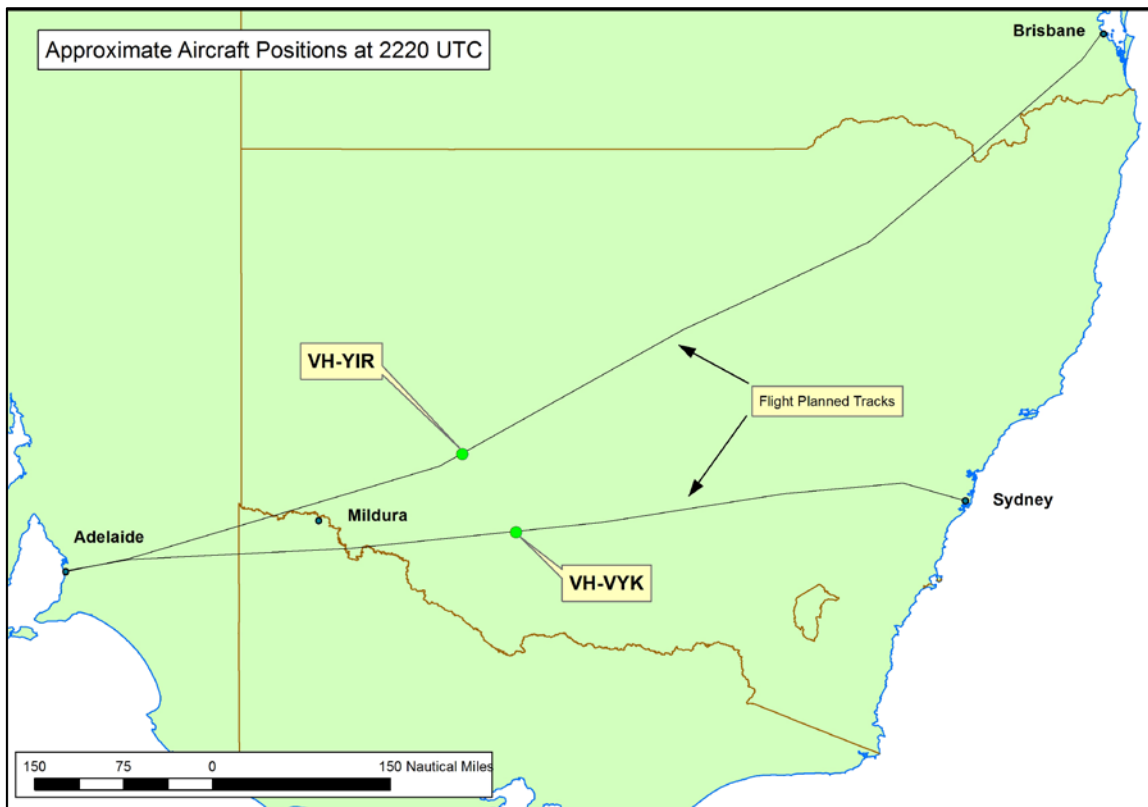 Approximate Aircraft Positions at 2220 UTC
Brisbane
VH-YIR
Flight Planned Tracks
Mildura
Sydney
Adelaide
VH-VYK
150 75 0 150 Nautical Miles